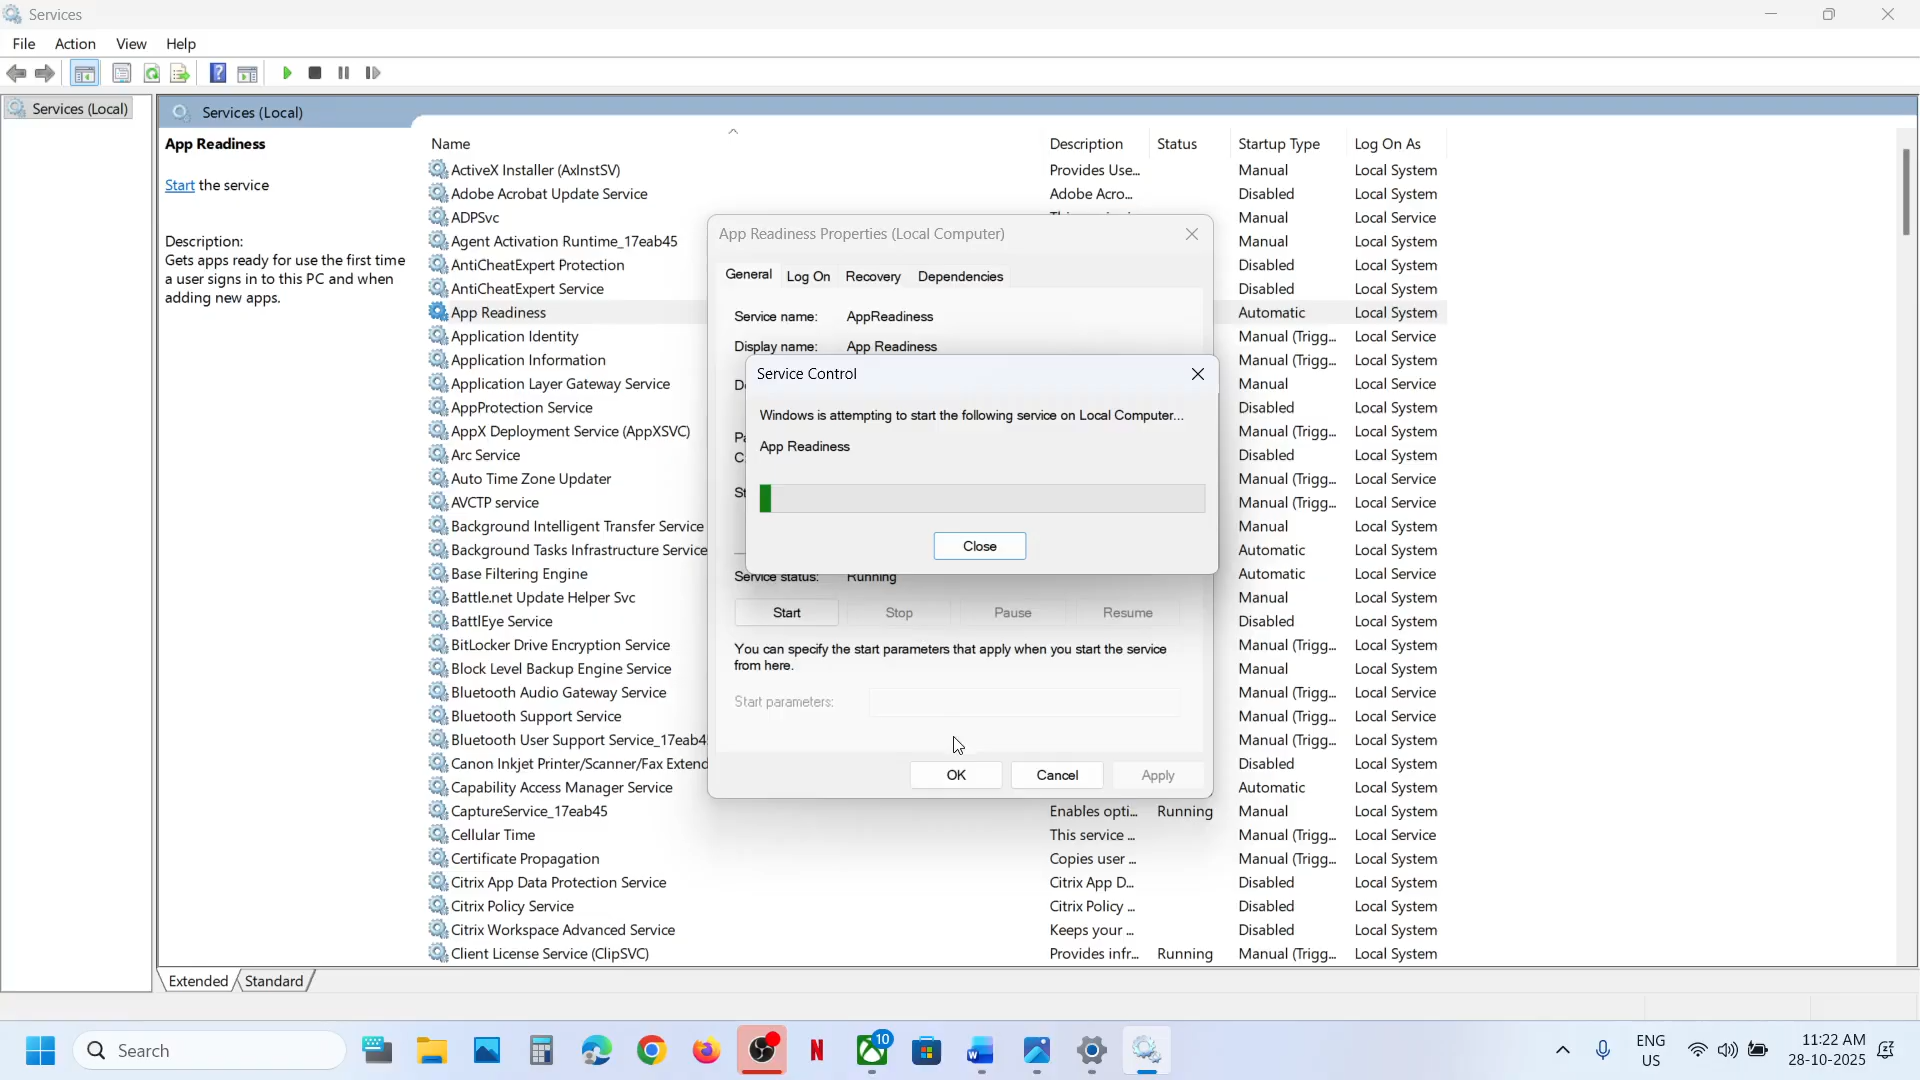 Services
File Action View Help
Services (Local)
Services (Local)
App Readiness
Start the service
Description:
Gets apps ready for use the first time
a user signs in to this PC and when
adding new apps.
Name Description Status Startup Type Log On As
ActiveX Installer (AxInstSV) Provides Use... Manual Local System
Adobe Acrobat Update Service Adobe Acro... Disabled Local System
ADPSvc Manual Local Service
Agent Activation Runtime_17eab45 Manual Local System
AntiCheatExpert Protection Disabled Local System
AntiCheatExpert Service Disabled Local System
App Readiness Automatic Local System
Application Identity Manual (Trigg... Local Service
Application Information Manual (Trigg... Local System
Application Layer Gateway Service Manual Local Service
AppProtection Service Disabled Local System
AppX Deployment Service (AppXSVC) Manual (Trigg... Local System
Arc Service Disabled Local System
Auto Time Zone Updater Manual (Trigg... Local Service
AVCTP service Manual (Trigg... Local Service
Background Intelligent Transfer Service Manual Local System
Background Tasks Infrastructure Service Automatic Local System
Base Filtering Engine Automatic Local Service
Battle.net Update Helper Svc Manual Local System
BattlEye Service Disabled Local System
BitLocker Drive Encryption Service Manual (Trigg... Local System
Block Level Backup Engine Service Manual Local System
Bluetooth Audio Gateway Service Manual (Trigg... Local Service
Bluetooth Support Service Manual (Trigg... Local Service
Bluetooth User Support Service_17eab4 Manual (Trigg... Local System
Canon Inkjet Printer/Scanner/Fax Extend Disabled Local System
Capability Access Manager Service Automatic Local System
CaptureService_17eab45 Enables opti... Running Manual Local System
Cellular Time This service ... Manual (Trigg... Local Service
Certificate Propagation Copies user ... Manual (Trigg... Local System
Citrix App Data Protection Service Citrix App D... Disabled Local System
Citrix Policy Service Citrix Policy ... Disabled Local System
Citrix Workspace Advanced Service Keeps your ... Disabled Local System
Client License Service (ClipSVC) Provides infr... Running Manual (Trigg... Local System
App Readiness Properties (Local Computer)
General Log On Recovery Dependencies
Service name: AppReadiness
Display name: App Readiness
Service Control
Windows is attempting to start the following service on Local Computer...
App Readiness
Close
Service status: Running
Start Stop Pause Resume
You can specify the start parameters that apply when you start the service
from here.
Start parameters:
OK Cancel Apply
Extended Standard
Search
10
ENG
US
11:22 AM
28-10-2025